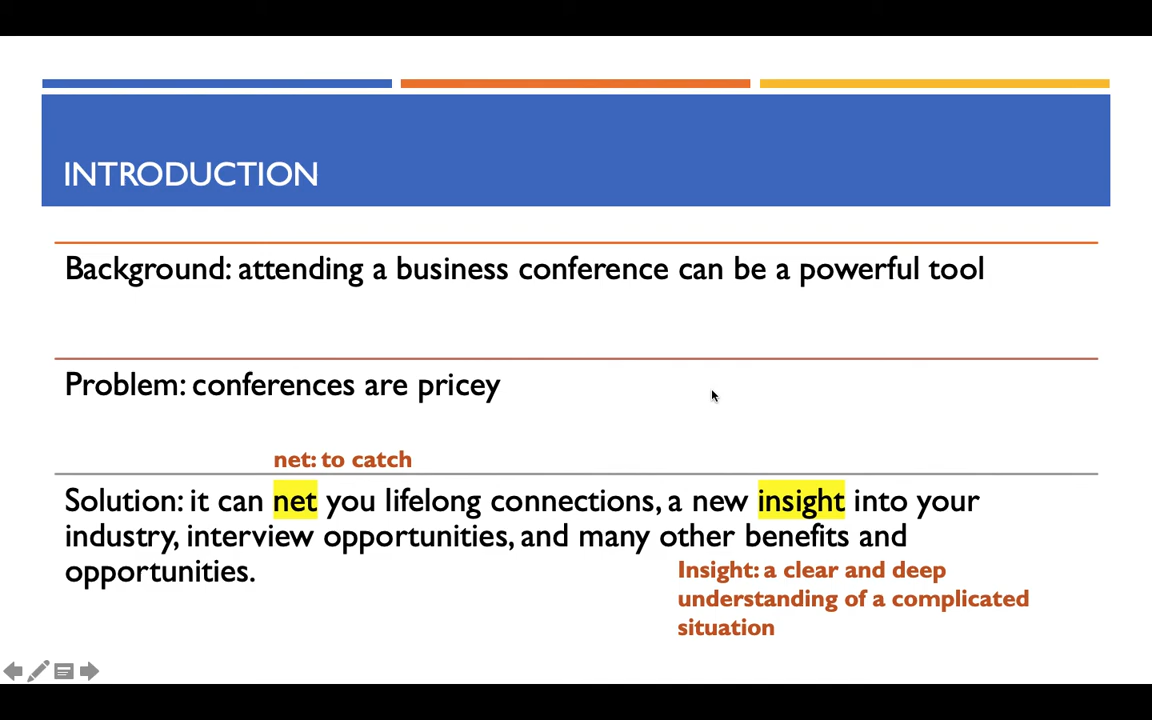 INTRODUCTION
Background: attending a business conference can be a powerful tool
Problem: conferences are pricey
net: to catch
Solution: it can net you lifelong connections, a new insight into your
industry, interview opportunities, and many other benefits and
opportunities.
Insight: a clear and deep
understanding of a complicated
situation